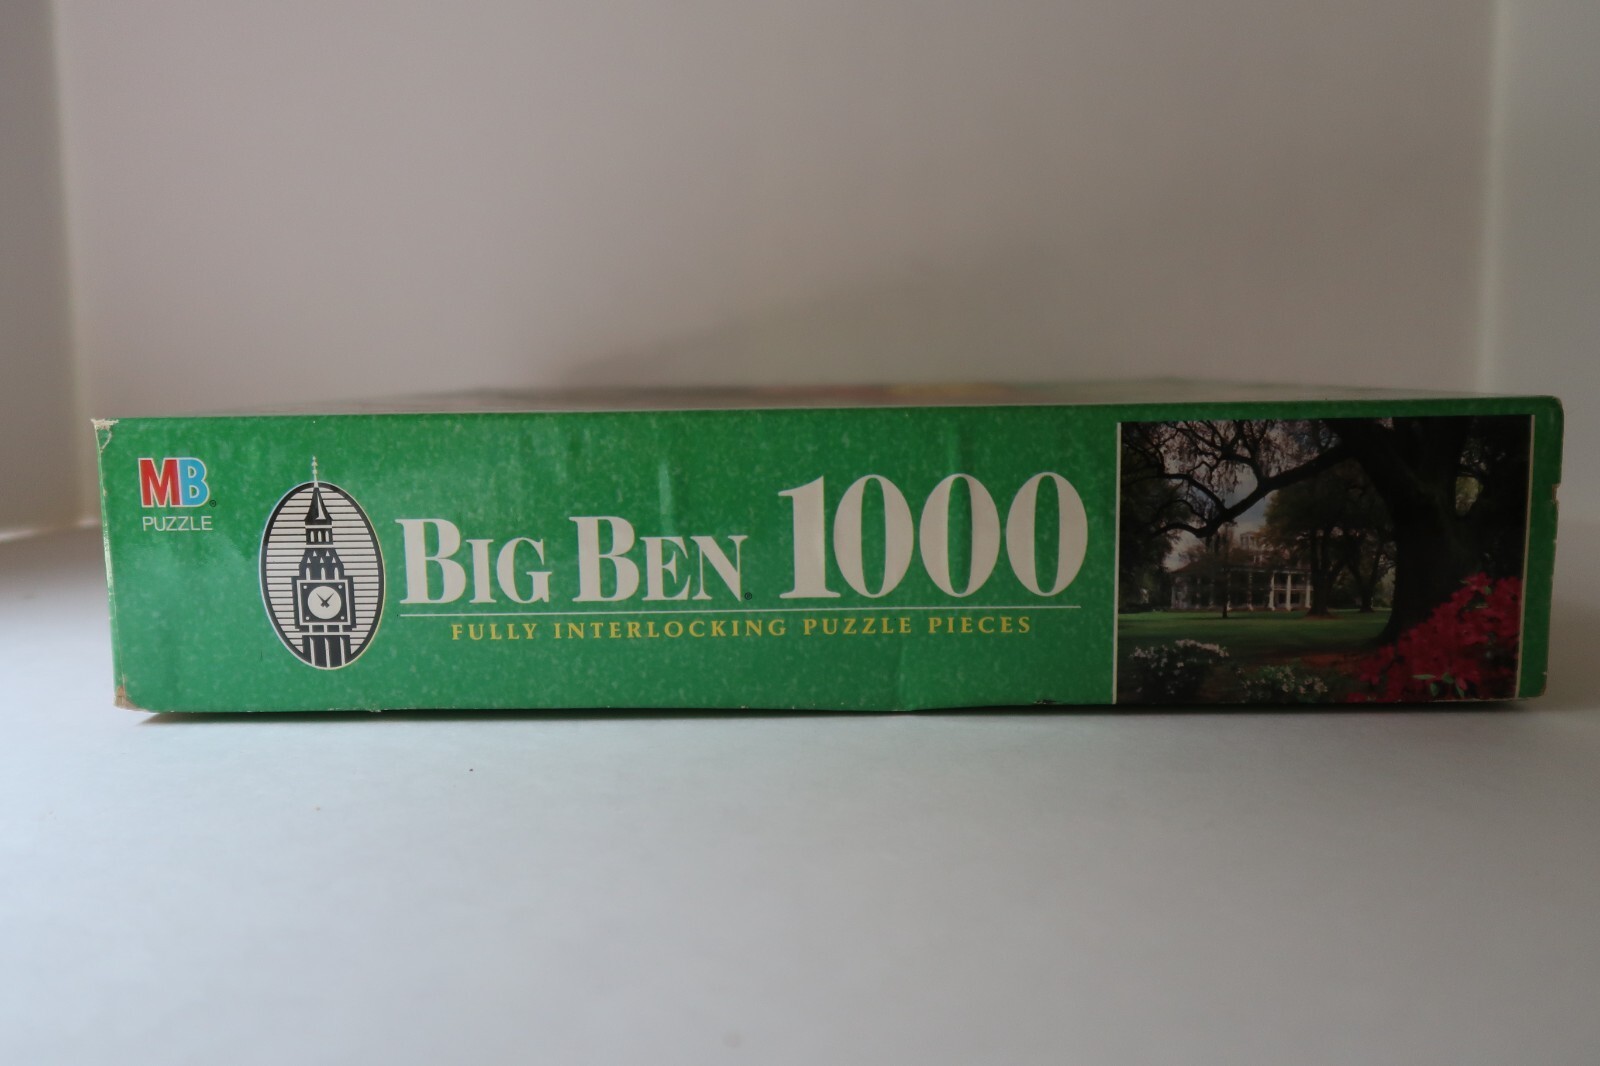 MB
PUZZLE
BIG BEN® 1000
FULLY INTERLOCKING PUZZLE PIECES